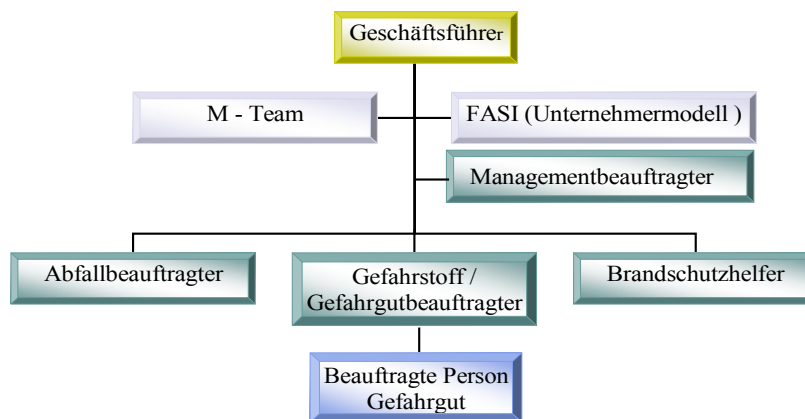 Geschäftsführer
M - Team
FASI ( Unternehmermodell )
Managementbeauftragter
Abfallbeauftragter
Gefahrstoff /
Gefahrgutbeauftragter
Brandschutzhelfer
Beauftragte Person
Gefahrgut